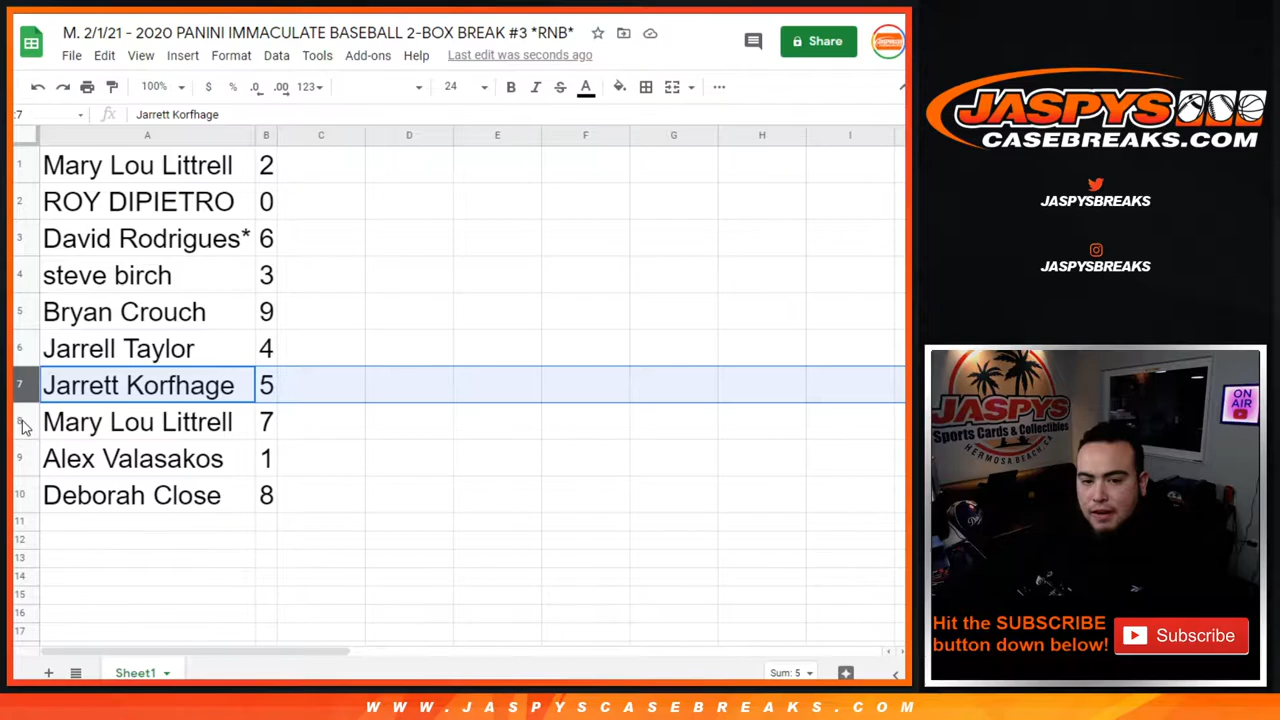 M. 2/1/21 - 2020 PANINI IMMACULATE BASEBALL 2-BOX BREAK #3 *RNB*
File Edit View Insert Format Data Tools Add-ons Help Last edit was seconds ago
Share
100% $ % .0 .00 123 24 B I S A
:7 fx Jarrett Korfhage
A B C D E F G H I
1 Mary Lou Littrell 2
2 ROY DIPIETRO 0
3 David Rodrigues* 6
4 steve birch 3
5 Bryan Crouch 9
6 Jarrell Taylor 4
7 Jarrett Korfhage 5
8 Mary Lou Littrell 7
9 Alex Valasakos 1
10 Deborah Close 8
11
12
13
14
15
16
17
Sheet1
Sum: 5
JASPYS
CASEBREAKS.COM
JASPYSBREAKS
JASPYSBREAKS
JASPYS
Sports Cards & Collectibles
HERMOSA BEACH, CA
ON AIR
Hit the SUBSCRIBE
button down below!
Subscribe
WWW.JASPYSCASEBREAKS.COM